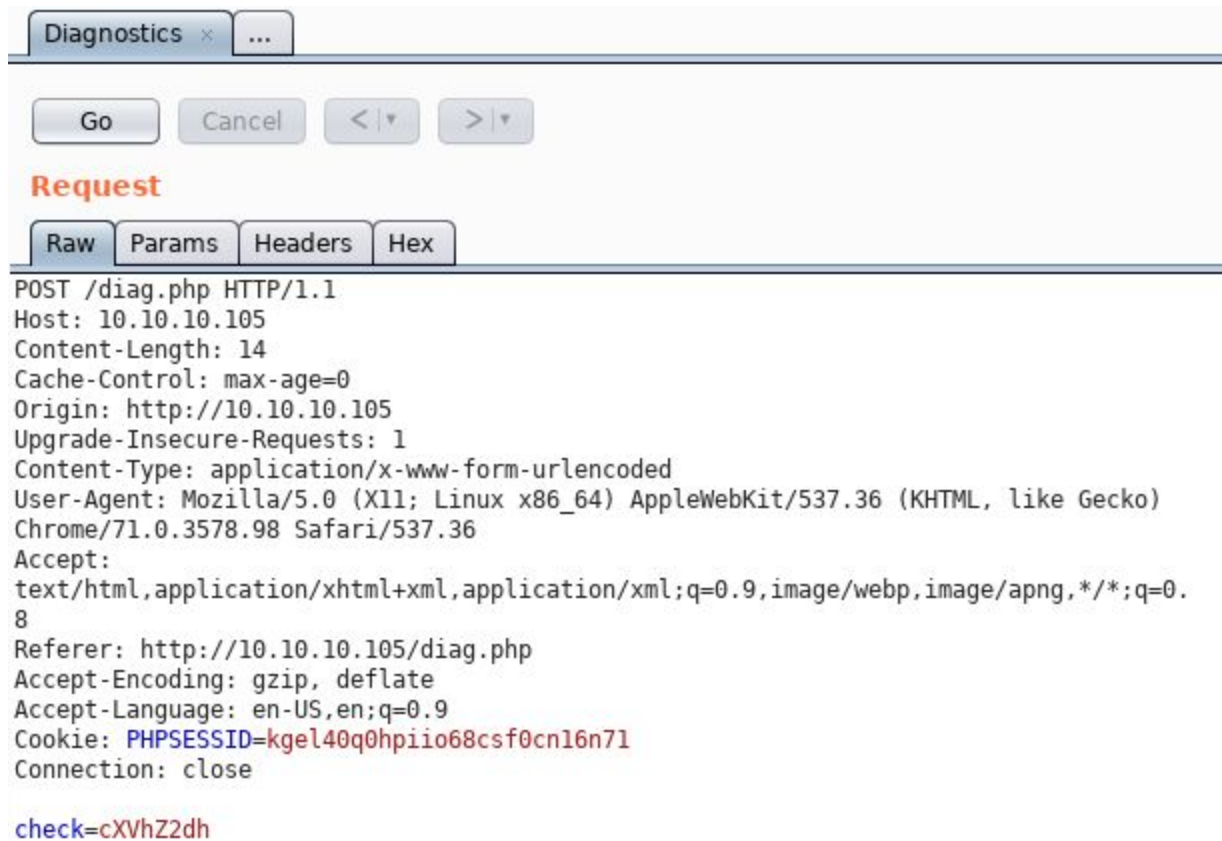 Diagnostics × ...
Go Cancel < ▾ > ▾
Request
Raw Params Headers Hex
POST /diag.php HTTP/1.1
Host: 10.10.10.105
Content-Length: 14
Cache-Control: max-age=0
Origin: http://10.10.10.105
Upgrade-Insecure-Requests: 1
Content-Type: application/x-www-form-urlencoded
User-Agent: Mozilla/5.0 (X11; Linux x86_64) AppleWebKit/537.36 (KHTML, like Gecko)
Chrome/71.0.3578.98 Safari/537.36
Accept:
text/html,application/xhtml+xml,application/xml;q=0.9,image/webp,image/apng,*/*;q=0.
8
Referer: http://10.10.10.105/diag.php
Accept-Encoding: gzip, deflate
Accept-Language: en-US,en;q=0.9
Cookie: PHPSESSID=kgel40q0hpiio68csf0cn16n71
Connection: close
check=cXVhZ2dh